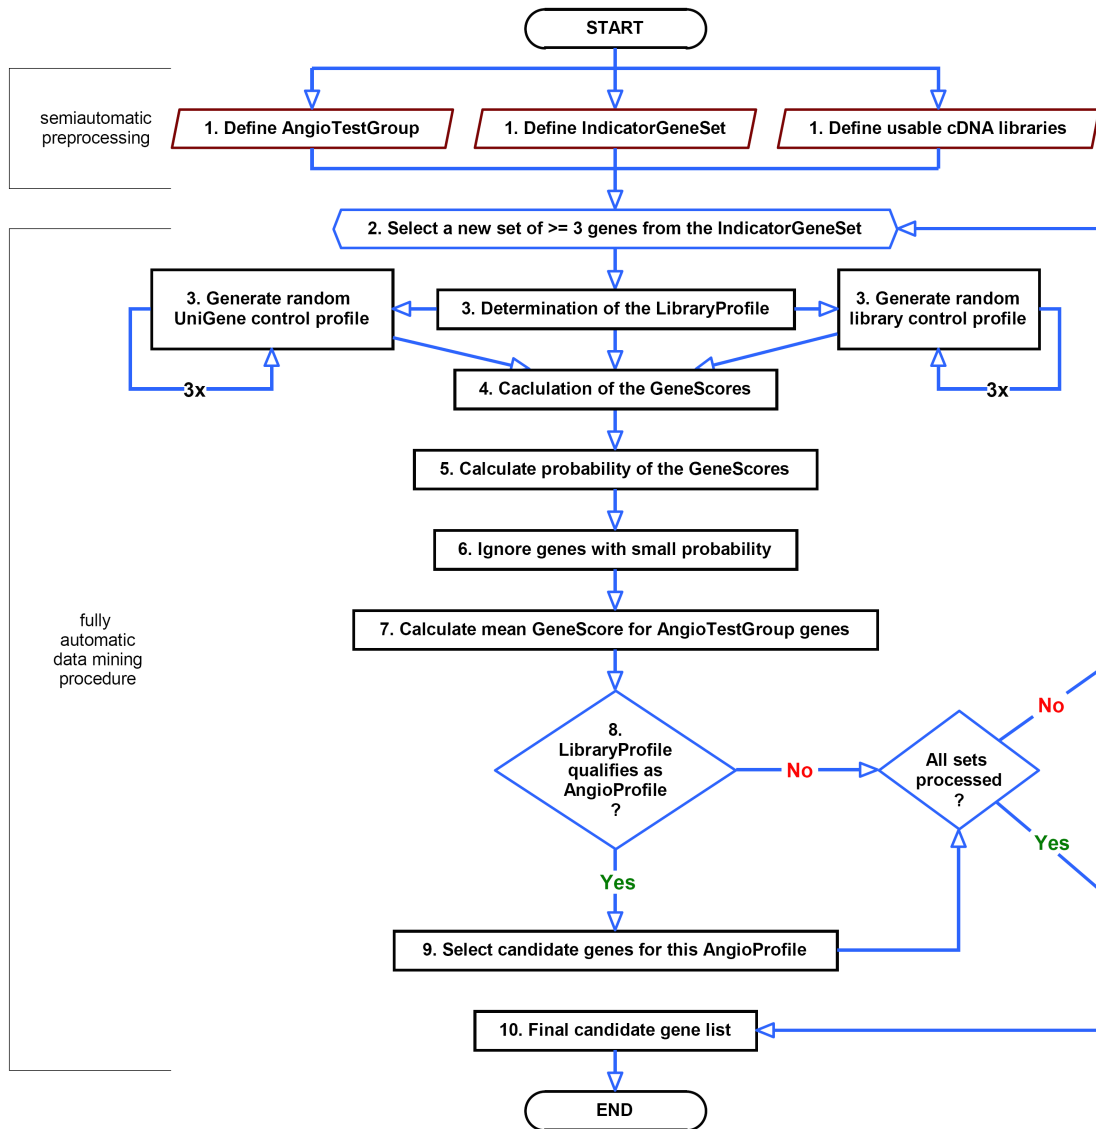 START
semiautomatic
preprocessing
1. Define AngioTestGroup
1. Define IndicatorGeneSet
1. Define usable cDNA libraries
2. Select a new set of >= 3 genes from the IndicatorGeneSet
3. Generate random
UniGene control profile
3. Determination of the LibraryProfile
3. Generate random
library control profile
3x
3x
4. Caclulation of the GeneScores
5. Calculate probability of the GeneScores
6. Ignore genes with small probability
7. Calculate mean GeneScore for AngioTestGroup genes
fully
automatic
data mining
procedure
8.
LibraryProfile
qualifies as
AngioProfile
?
No
All sets
processed
?
No
Yes
Yes
9. Select candidate genes for this AngioProfile
10. Final candidate gene list
END